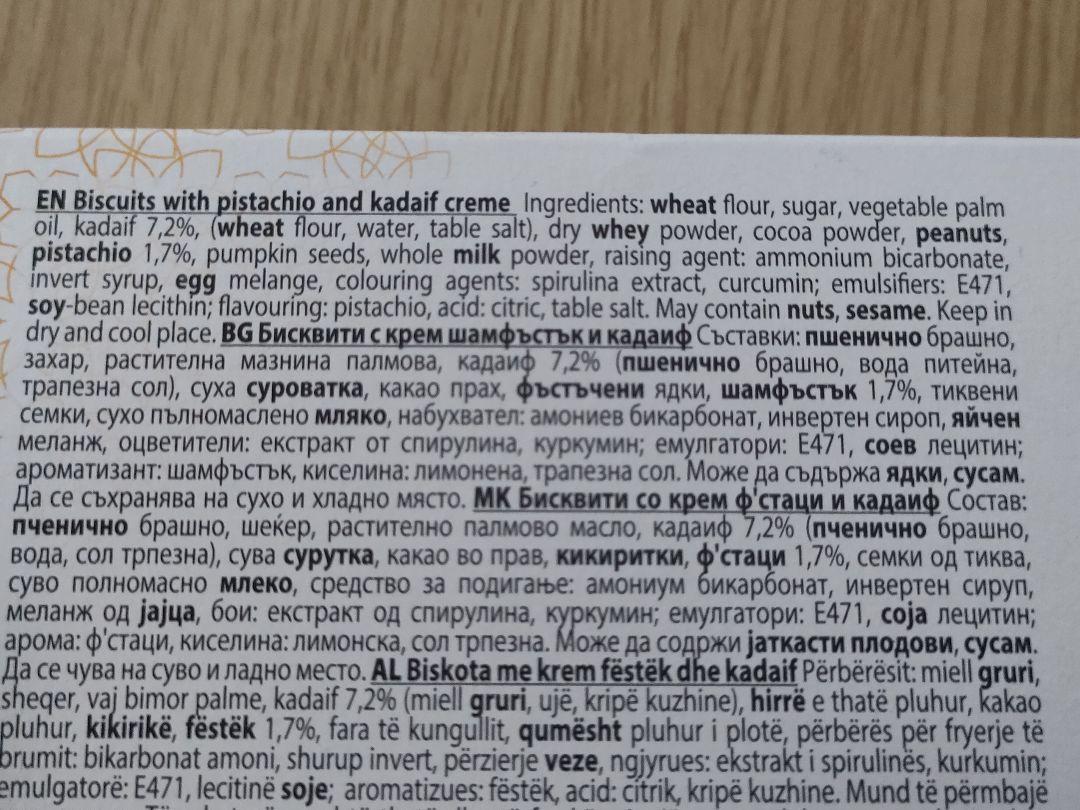 EN Biscuits with pistachio and kadaif creme Ingredients: wheat flour, sugar, vegetable palm
oil, kadaif 7,2%, (wheat flour, water, table salt), dry whey powder, cocoa powder, peanuts,
pistachio 1,7%, pumpkin seeds, whole milk powder, raising agent: ammonium bicarbonate,
invert syrup, egg melange, colouring agents: spirulina extract, curcumin; emulsifiers: E471,
soy-bean lecithin; flavouring: pistachio, acid: citric, table salt. May contain nuts, sesame. Keep in
dry and cool place. BG Бисквити с крем шамфъстък и кадаиф Съставки: пшенично брашно,
захар, растителна мазнина палмова, кадаиф 7,2% (пшенично брашно, вода питейна,
трапезна сол), суха суроватка, какао прах, фъстъчени ядки, шамфъстък 1,7%, тиквени
семки, сухо пълномаслено мляко, набухвател: амониев бикарбонат, инвертен сироп, яйчен
меланж, оцветители: екстракт от спирулина, куркумин; емулгатори: E471, соев лецитин;
ароматизант: шамфъстък, киселина: лимонена, трапезна сол. Може да съдържа ядки, сусам.
Да се съхранява на сухо и хладно място. МК Бисквити со крем ф'стаци и кадаиф Состав:
пченично брашно, шеќер, растително палмово масло, кадаиф 7,2% (пченично брашно,
вода, сол трпезна), сува сурутка, какао во прав, кикиритки, ф'стаци 1,7%, семки од тиква,
суво полномасно млеко, средство за подигање: амониум бикарбонат, инвертен сируп,
меланж од јајца, бои: екстракт од спирулина, куркумин; емулгатори: E471, соја лецитин;
арома: ф'стаци, киселина: лимонска, сол трпезна. Може да содржи јаткасти плодови, сусам.
Да се чува на суво и ладно место. AL Biskota me krem fëstëk dhe kadaif Përbërësit: miell gruri,
sheqer, vaj bimor palme, kadaif 7,2% (miell gruri, ujë, kripë kuzhine), hirrë e thatë pluhur, kakao
pluhur, kikirikë, fëstëk 1,7%, fara të kungullit, qumësht pluhur i plotë, përbërës për fryerje të
brumit: bikarbonat amoni, shurup invert, përzierje veze, ngjyrues: ekstrakt i spirulinës, kurkumin;
emulgatorë: E471, lecitinë soje; aromatizues: fëstëk, acid: citrik, kripë kuzhine. Mund të përmbajë